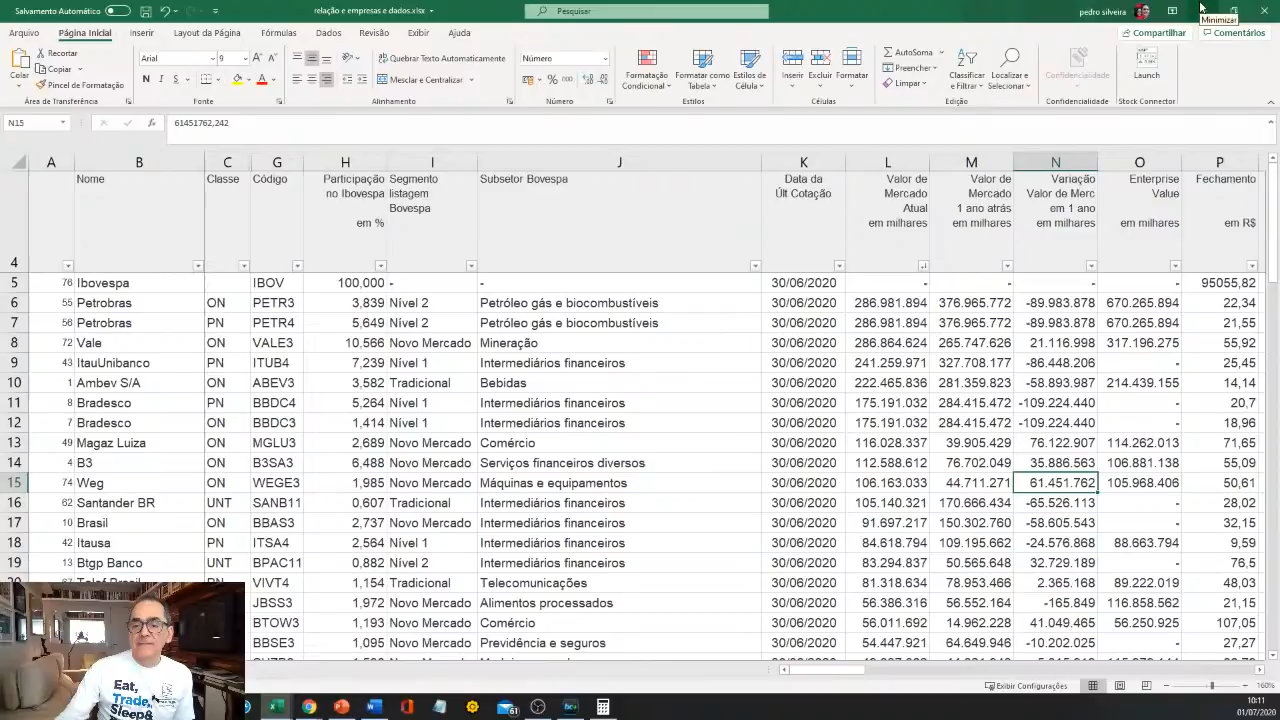 Salvamento Automático
relação e empresas e dados.xlsx
Pesquisar
pedro silveira
Minimizar
Arquivo Página Inicial Inserir Layout da Página Fórmulas Dados Revisão Exibir Ajuda
Compartilhar Comentários
Colar
Recortar
Copiar
Pincel de Formatação
Área de Transferência
Arial 9
N I S
Fonte
Quebrar Texto Automaticamente
Mesclar e Centralizar
Alinhamento
Número
% 000
Número
Formatação Condicional
Formatar como Tabela
Estilos de Célula
Estilos
Inserir Excluir Formatar
Células
AutoSoma
Preencher
Limpar
Classificar e Filtrar
Localizar e Selecionar
Edição
Confidencialidade
Confidencialidade
Launch
Stock Connector
N15 fx 61451762,242
A B C G H I J K L M N O P
4 Nome Classe Código Participação no Ibovespa em % Segmento listagem Bovespa Subsetor Bovespa Data da Últ Cotação Valor de Mercado Atual em milhares Valor de Mercado 1 ano atrás em milhares Variação Valor de Merc em 1 ano em milhares Enterprise Value em milhares Fechamento em R$
5 76 Ibovespa IBOV 100,000 - - 30/06/2020 - - - - 95055,82
6 55 Petrobras ON PETR3 3,839 Nível 2 Petróleo gás e biocombustíveis 30/06/2020 286.981.894 376.965.772 -89.983.878 670.265.894 22,34
7 56 Petrobras PN PETR4 5,649 Nível 2 Petróleo gás e biocombustíveis 30/06/2020 286.981.894 376.965.772 -89.983.878 670.265.894 21,55
8 72 Vale ON VALE3 10,566 Novo Mercado Mineração 30/06/2020 286.864.624 265.747.626 21.116.998 317.196.275 55,92
9 43 ItauUnibanco PN ITUB4 7,239 Nível 1 Intermediários financeiros 30/06/2020 241.259.971 327.708.177 -86.448.206 - 25,45
10 1 Ambev S/A ON ABEV3 3,582 Tradicional Bebidas 30/06/2020 222.465.836 281.359.823 -58.893.987 214.439.155 14,14
11 8 Bradesco PN BBDC4 5,264 Nível 1 Intermediários financeiros 30/06/2020 175.191.032 284.415.472 -109.224.440 - 20,7
12 7 Bradesco ON BBDC3 1,414 Nível 1 Intermediários financeiros 30/06/2020 175.191.032 284.415.472 -109.224.440 - 18,96
13 49 Magaz Luiza ON MGLU3 2,689 Novo Mercado Comércio 30/06/2020 116.028.337 39.905.429 76.122.907 114.262.013 71,65
14 4 B3 ON B3SA3 6,488 Novo Mercado Serviços financeiros diversos 30/06/2020 112.588.612 76.702.049 35.886.563 106.881.138 55,09
15 74 Weg ON WEGE3 1,985 Novo Mercado Máquinas e equipamentos 30/06/2020 106.163.033 44.711.271 61.451.762 105.968.406 50,61
16 62 Santander BR UNT SANB11 0,607 Tradicional Intermediários financeiros 30/06/2020 105.140.321 170.666.434 -65.526.113 - 28,02
17 10 Brasil ON BBAS3 2,737 Novo Mercado Intermediários financeiros 30/06/2020 91.697.217 150.302.760 -58.605.543 - 32,15
18 42 Itausa PN ITSA4 2,564 Nível 1 Intermediários financeiros 30/06/2020 84.618.794 109.195.662 -24.576.868 88.663.794 9,59
19 13 Btgp Banco UNT BPAC11 0,882 Nível 2 Intermediários financeiros 30/06/2020 83.294.837 50.565.648 32.729.189 - 76,5
VIVT4 1,154 Tradicional Telecomunicações 30/06/2020 81.318.634 78.953.466 2.365.168 89.222.019 48,03
JBSS3 1,972 Novo Mercado Alimentos processados 30/06/2020 56.386.316 56.552.164 -165.849 116.858.562 21,15
BTOW3 1,193 Novo Mercado Comércio 30/06/2020 56.011.692 14.962.228 41.049.465 56.250.925 107,05
BBSE3 1,095 Novo Mercado Previdência e seguros 30/06/2020 54.447.921 64.649.946 -10.202.025 - 27,27
Eat,
Trade,
Sleep&
Exibir Configurações
160%
61
10:11
01/07/2020